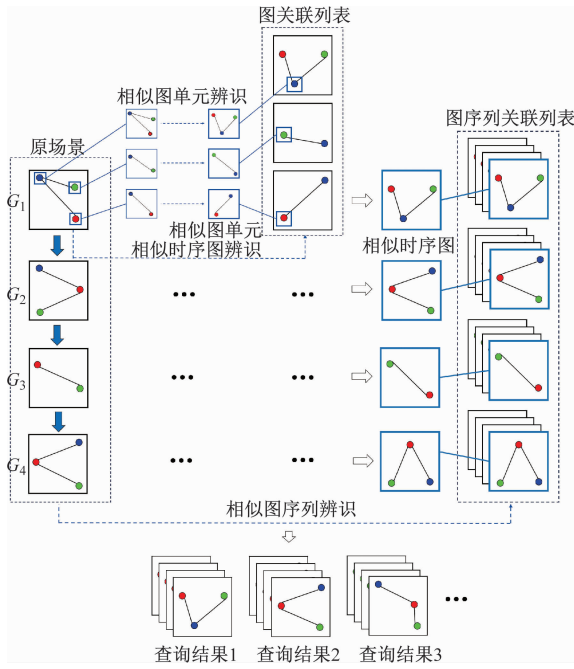 图关联列表
相似图单元辨识
图序列关联列表
原场景
G1
相似图单元
相似时序图辨识
相似时序图
G2
•••
•••
G3
•••
•••
G4
•••
•••
相似图序列辨识
•••
查询结果1
查询结果2
查询结果3